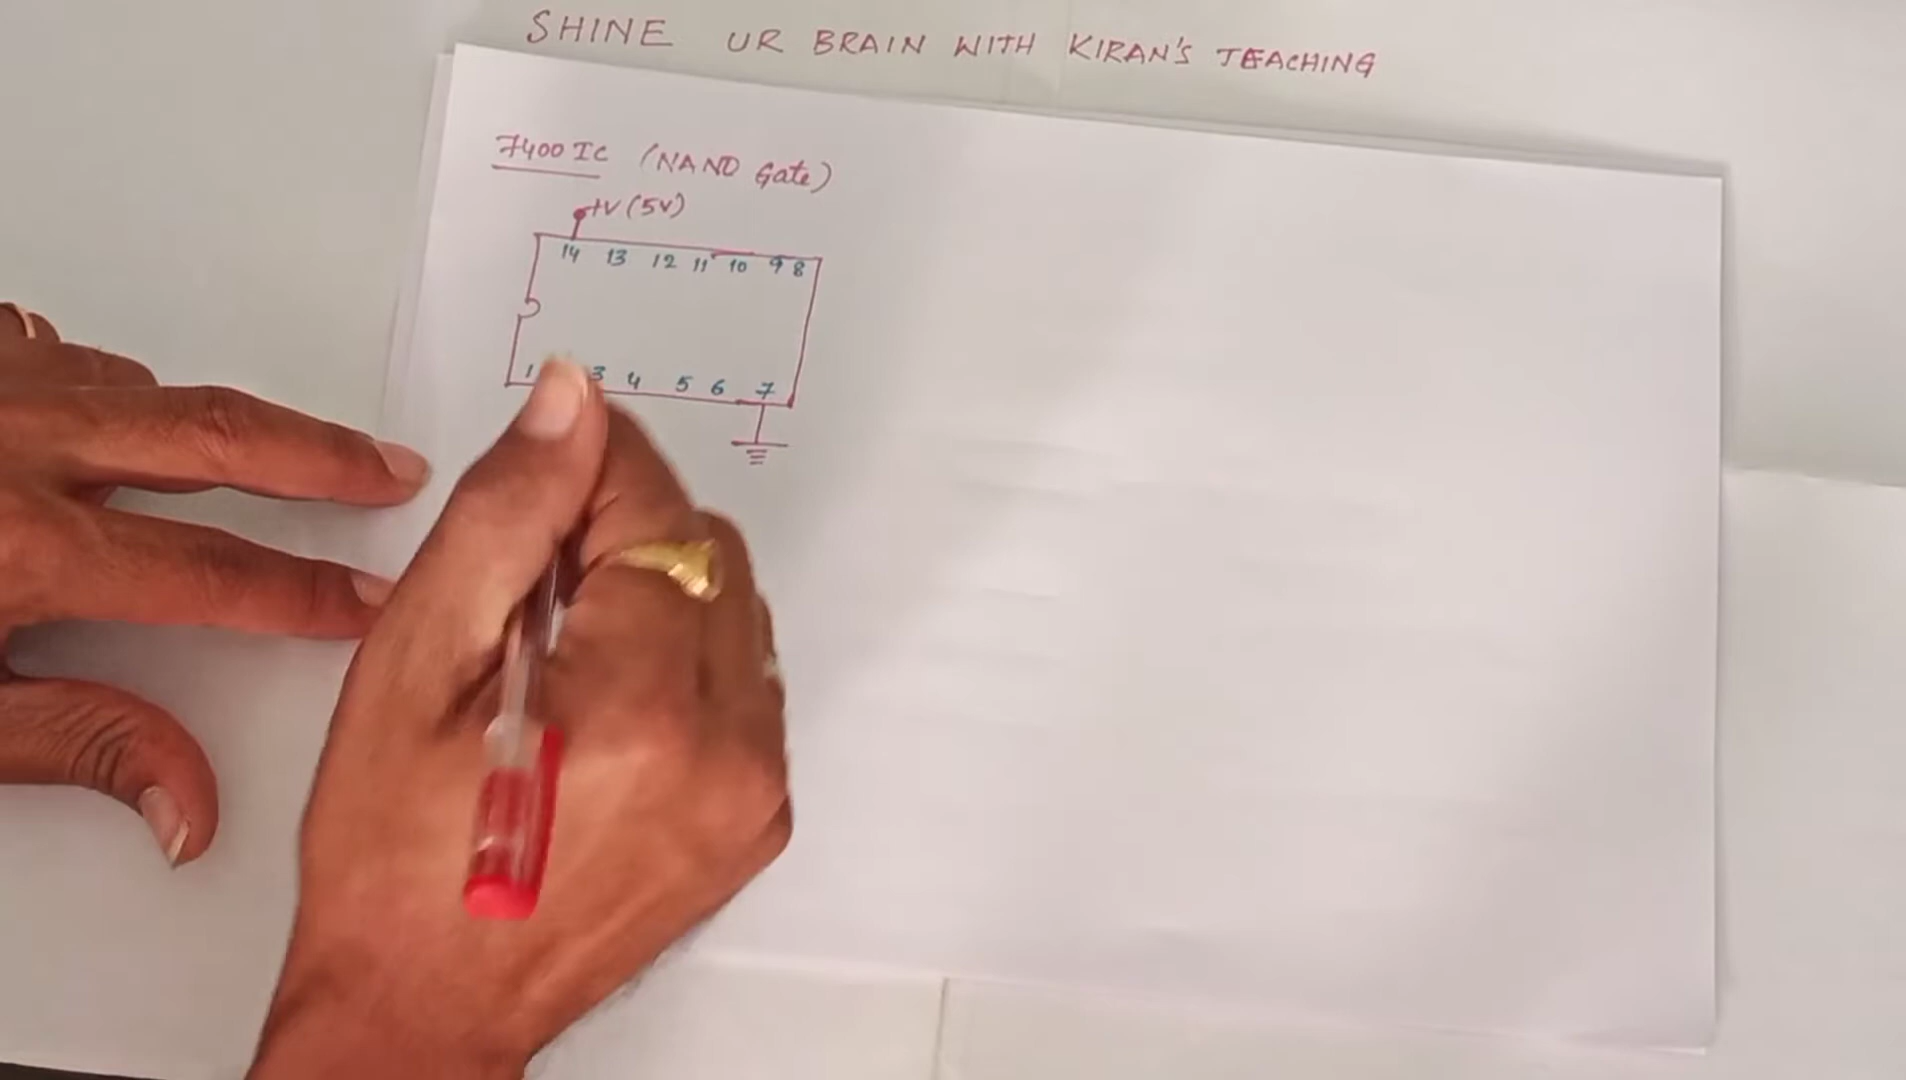 SHINE UR BRAIN WITH KIRAN'S TEACHING
7400 IC (NAND Gate)
+V (5V)
14 13 12 11 10 9 8
1 3 4 5 6 7